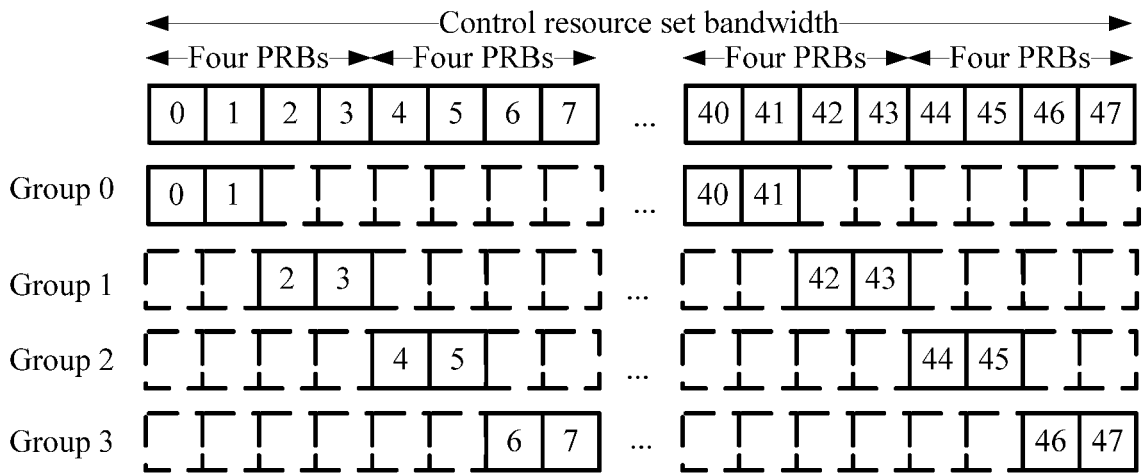 Control resource set bandwidth
Four PRBs Four PRBs Four PRBs Four PRBs
0 1 2 3 4 5 6 7 ... 40 41 42 43 44 45 46 47
Group 0 0 1 ... 40 41
Group 1 2 3 ... 42 43
Group 2 4 5 ... 44 45
Group 3 6 7 ... 46 47